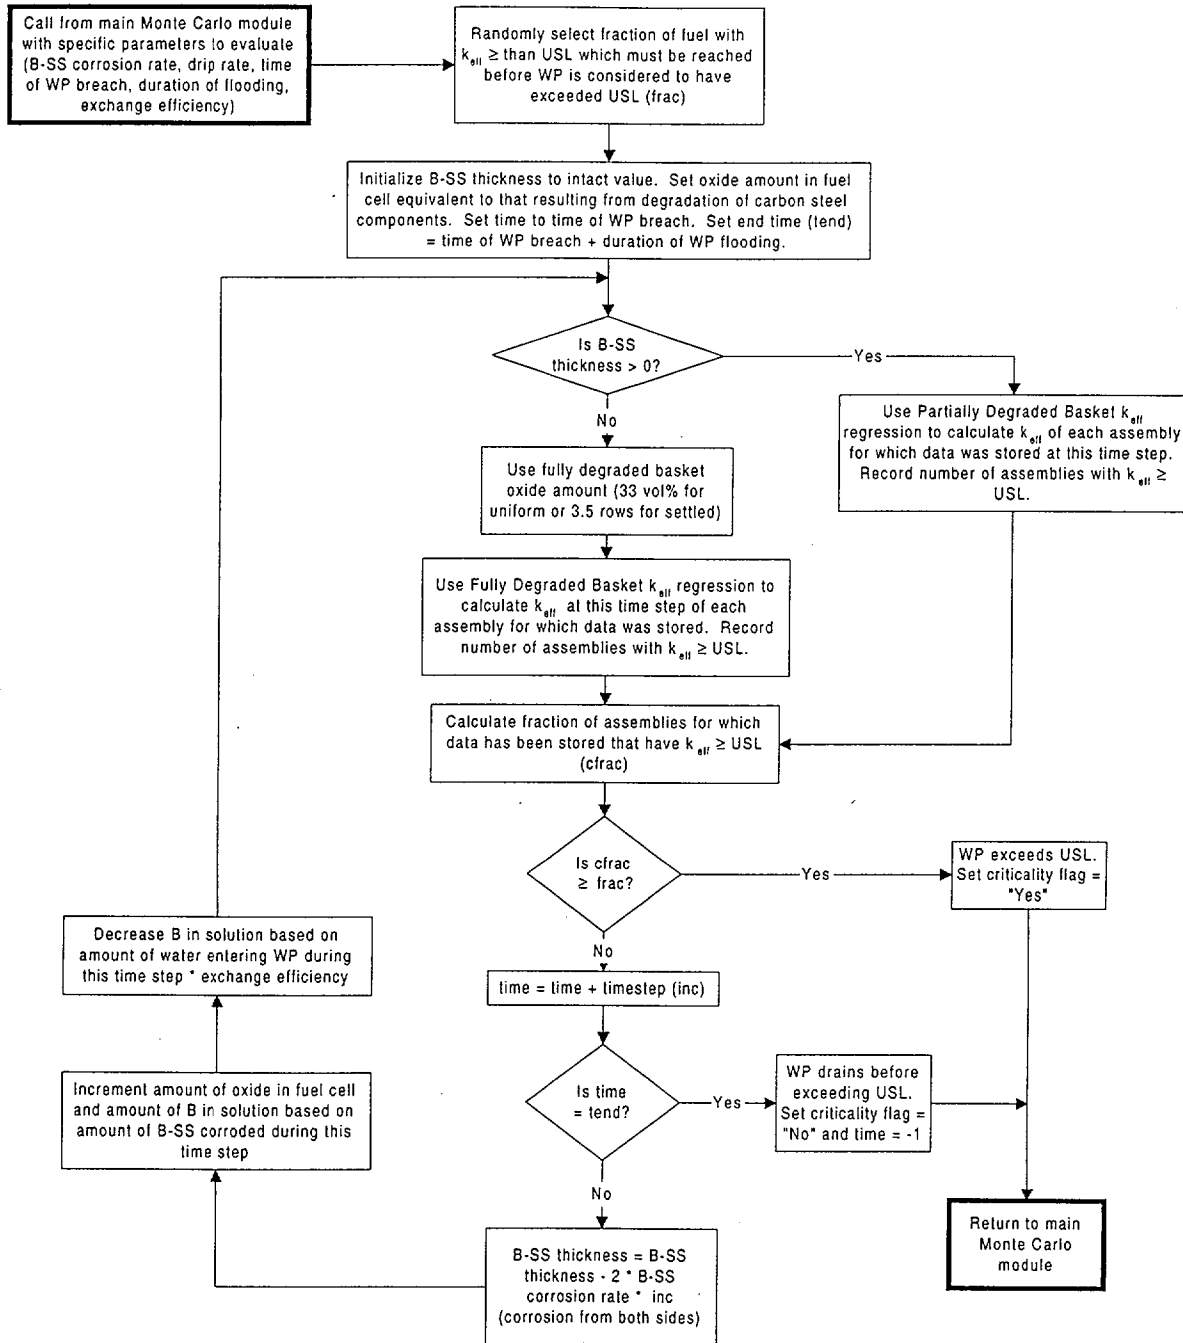 Call from main Monte Carlo module
with specific parameters to evaluate
(B-SS corrosion rate, drip rate, time
of WP breach, duration of flooding,
exchange efficiency)
Randomly select fraction of fuel with
k_eff ≥ than USL which must be reached
before WP is considered to have
exceeded USL (frac)
Initialize B-SS thickness to intact value. Set oxide amount in fuel
cell equivalent to that resulting from degradation of carbon steel
components. Set time to time of WP breach. Set end time (tend)
= time of WP breach + duration of WP flooding.
Is B-SS
thickness > 0?
Yes
No
Use Partially Degraded Basket k_eff
regression to calculate k_eff of each assembly
for which data was stored at this time step.
Record number of assemblies with k_eff ≥
USL.
Use fully degraded basket
oxide amount (33 vol% for
uniform or 3.5 rows for settled)
Use Fully Degraded Basket k_eff regression to
calculate k_eff at this time step of each
assembly for which data was stored. Record
number of assemblies with k_eff ≥ USL.
Calculate fraction of assemblies for which
data has been stored that have k_eff ≥ USL
(cfrac)
Is cfrac
≥ frac?
Yes
WP exceeds USL.
Set criticality flag =
"Yes"
No
time = time + timestep (inc)
Is time
= tend?
Yes
WP drains before
exceeding USL.
Set criticality flag =
"No" and time = -1
No
B-SS thickness = B-SS
thickness - 2 * B-SS
corrosion rate * inc
(corrosion from both sides)
Increment amount of oxide in fuel cell
and amount of B in solution based on
amount of B-SS corroded during this
time step
Decrease B in solution based on
amount of water entering WP during
this time step * exchange efficiency
Return to main
Monte Carlo
module